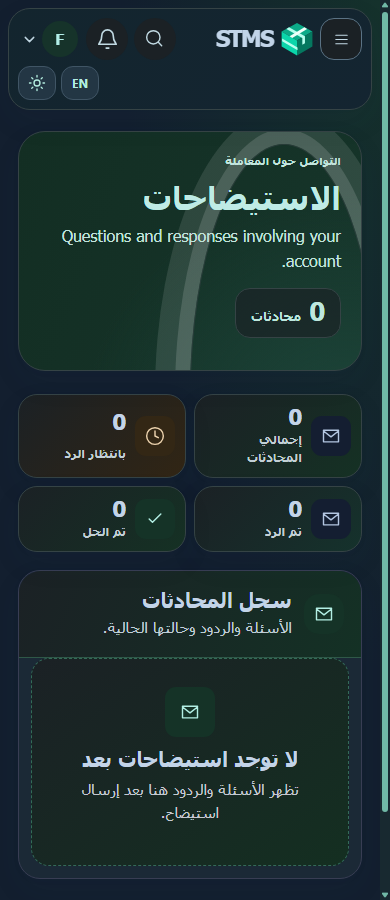 STMS
F
EN
التواصل حول المعاملة
الاستيضاحات
Questions and responses involving your
account.
0 محادثات
0
إجمالي
المحادثات
0
بانتظار الرد
0
تم الرد
0
تم الحل
سجل المحادثات
الأسئلة والردود وحالتها الحالية.
لا توجد استيضاحات بعد
تظهر الأسئلة والردود هنا بعد إرسال
استيضاح.